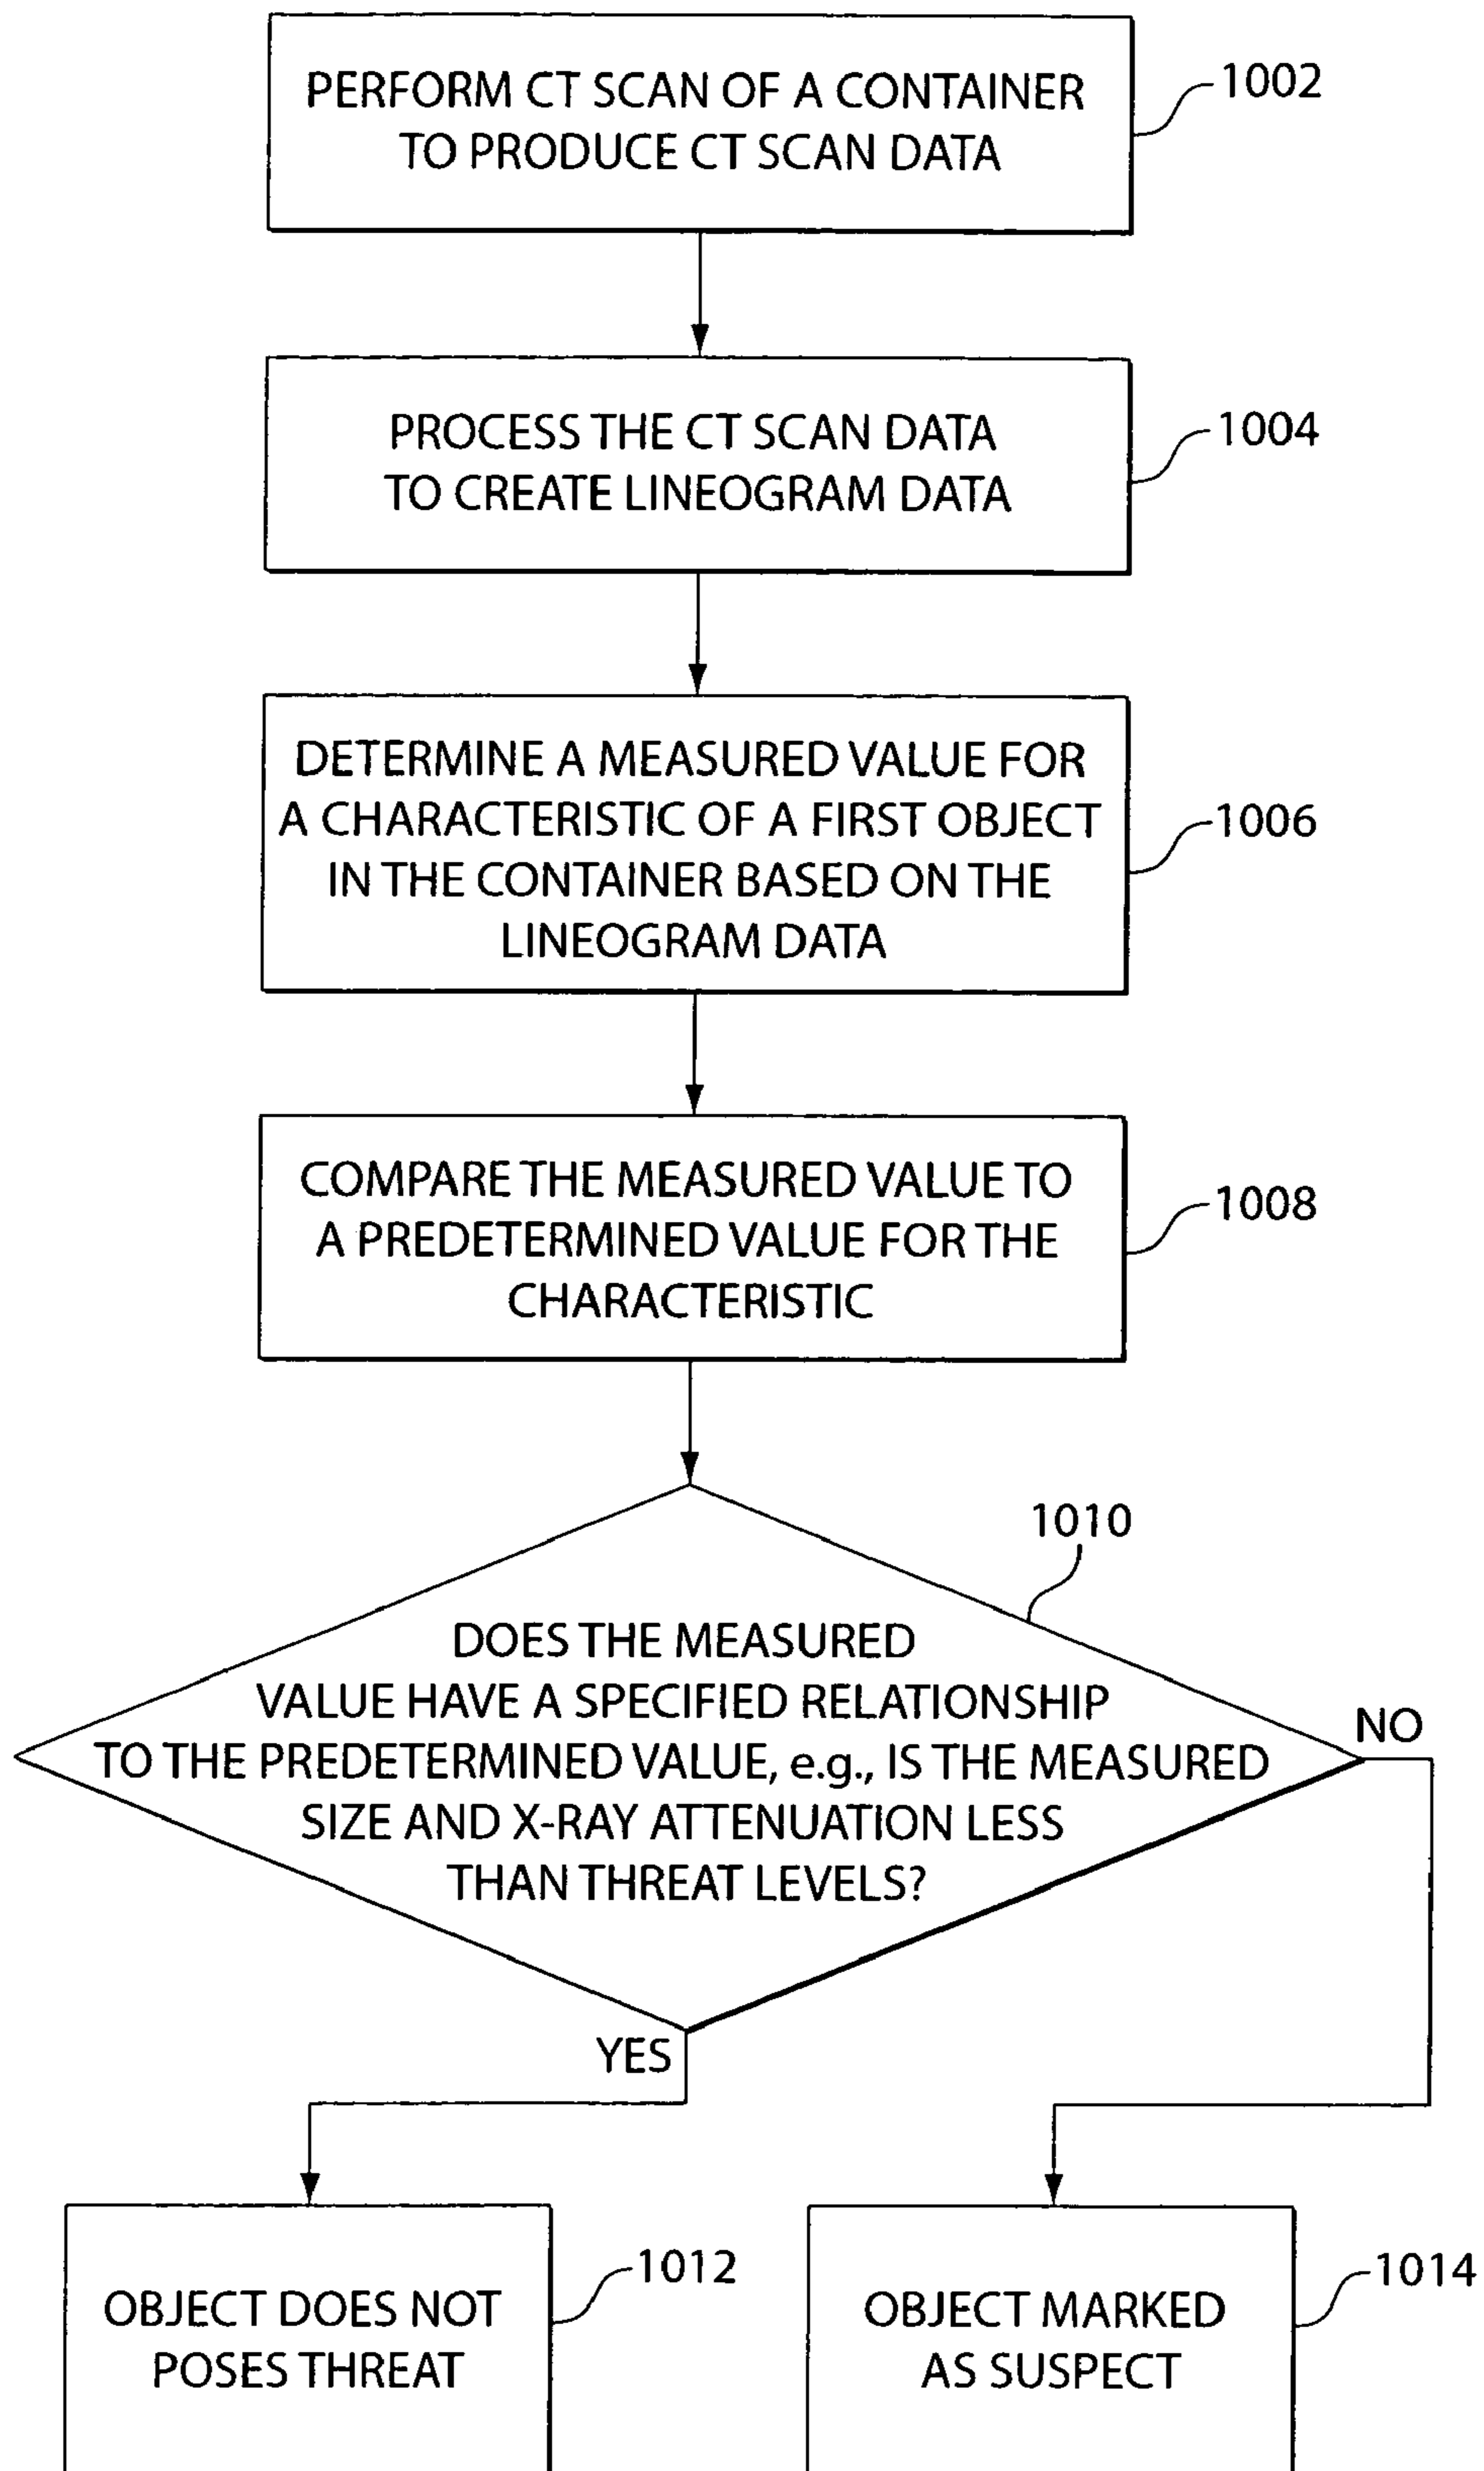 PERFORM CT SCAN OF A CONTAINER
TO PRODUCE CT SCAN DATA
1002
PROCESS THE CT SCAN DATA
TO CREATE LINEOGRAM DATA
1004
DETERMINE A MEASURED VALUE FOR
A CHARACTERISTIC OF A FIRST OBJECT
IN THE CONTAINER BASED ON THE
LINEOGRAM DATA
1006
COMPARE THE MEASURED VALUE TO
A PREDETERMINED VALUE FOR THE
CHARACTERISTIC
1008
1010
DOES THE MEASURED
VALUE HAVE A SPECIFIED RELATIONSHIP
TO THE PREDETERMINED VALUE, e.g., IS THE MEASURED
SIZE AND X-RAY ATTENUATION LESS
THAN THREAT LEVELS?
NO
YES
OBJECT DOES NOT
POSES THREAT
1012
OBJECT MARKED
AS SUSPECT
1014